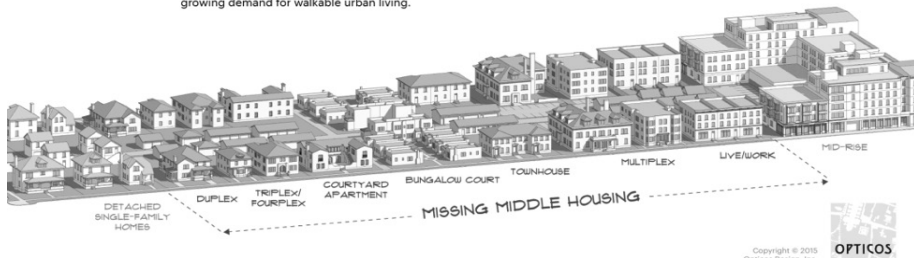 growing demand for walkable urban living.
DETACHED
SINGLE-FAMILY
HOMES
DUPLEX
TRIPLEX/
FOURPLEX
COURTYARD
APARTMENT
BUNGALOW COURT
TOWNHOUSE
MULTIPLEX
LIVE/WORK
MID-RISE
MISSING MIDDLE HOUSING
Copyright © 2015
OPTICOS